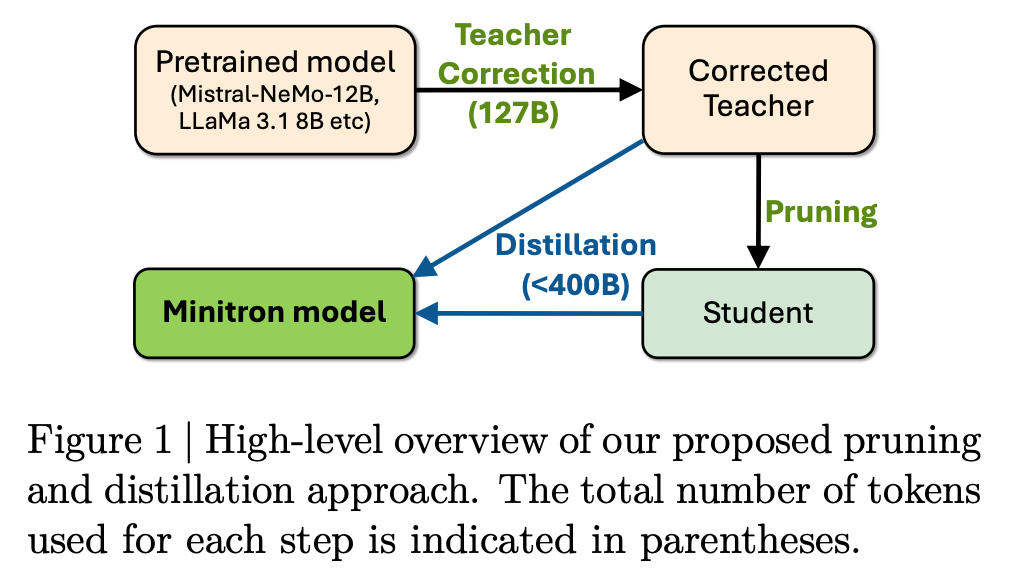 Pretrained model
(Mistral-NeMo-12B,
LLaMa 3.1 8B etc)
Teacher
Correction
(127B)
Corrected
Teacher
Pruning
Distillation
(<400B)
Minitron model
Student
Figure 1 | High-level overview of our proposed pruning
and distillation approach. The total number of tokens
used for each step is indicated in parentheses.